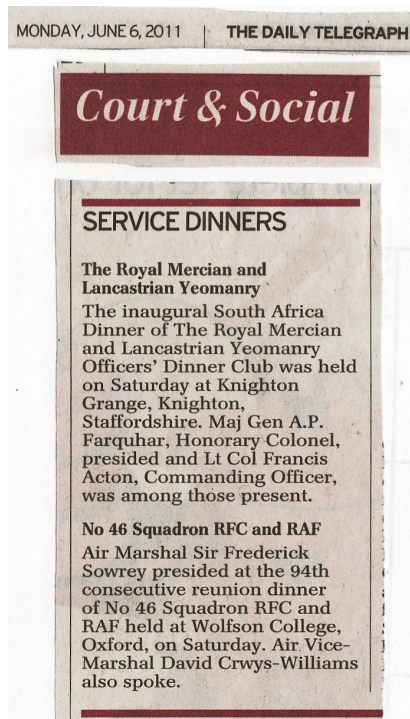 MONDAY, JUNE 6, 2011 | THE DAILY TELEGRAPH
Court & Social
SERVICE DINNERS
The Royal Mercian and
Lancastrian Yeomanry
The inaugural South Africa
Dinner of The Royal Mercian
and Lancastrian Yeomanry
Officers' Dinner Club was held
on Saturday at Knighton
Grange, Knighton,
Staffordshire. Maj Gen A.P.
Farquhar, Honorary Colonel,
presided and Lt Col Francis
Acton, Commanding Officer,
was among those present.
No 46 Squadron RFC and RAF
Air Marshal Sir Frederick
Sowrey presided at the 94th
consecutive reunion dinner
of No 46 Squadron RFC and
RAF held at Wolfson College,
Oxford, on Saturday. Air Vice-
Marshal David Crwys-Williams
also spoke.